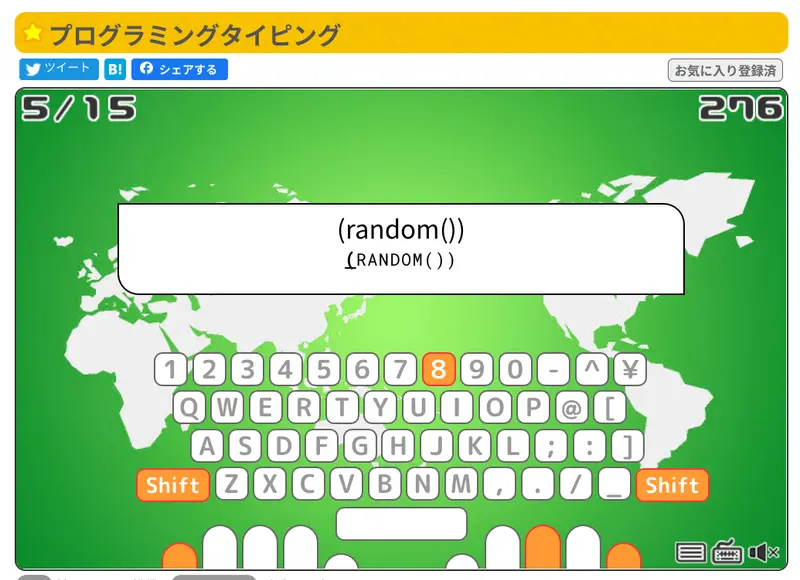 プログラミングタイピング
ツイート B! シェアする お気に入り登録済
5/15 276
(random())
(RANDOM())
1 2 3 4 5 6 7 8 9 0 - ^ ¥
Q W E R T Y U I O P @ [
A S D F G H J K L ; : ]
Shift Z X C V B N M , . / _ Shift